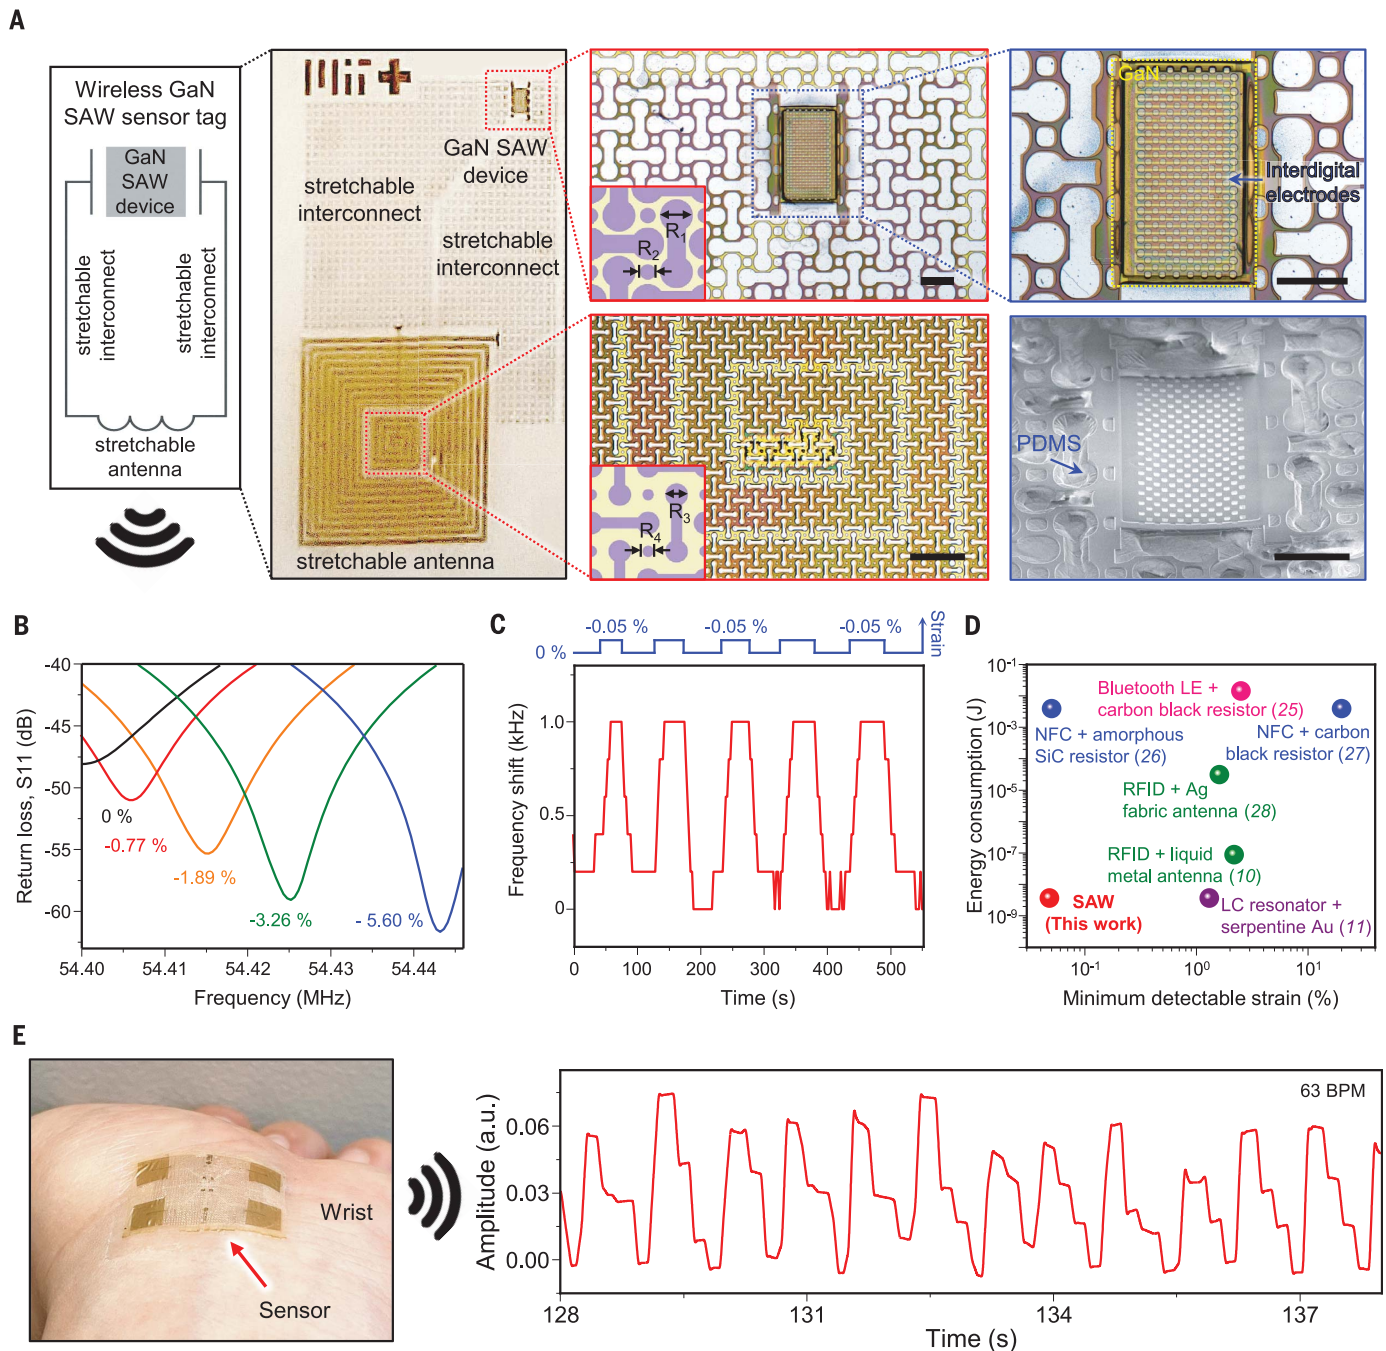 A
Wireless GaN
SAW sensor tag
GaN
SAW
device
stretchable
interconnect
stretchable
interconnect
stretchable
antenna
GaN SAW
device
stretchable
interconnect
stretchable
interconnect
stretchable antenna
R1
R2
R3
R4
GaN
Interdigital
electrodes
PDMS
B
-40
-45
-50
-55
-60
Return loss, S11 (dB)
0 %
-0.77 %
-1.89 %
-3.26 %
- 5.60 %
54.40
54.41
54.42
54.43
54.44
Frequency (MHz)
C
-0.05 %
-0.05 %
-0.05 %
0 %
Strain
1.0
0.5
0
Frequency shift (kHz)
0
100
200
300
400
500
Time (s)
D
10-1
10-3
10-5
10-7
10-9
Energy consumption (J)
Bluetooth LE +
carbon black resistor (25)
NFC + amorphous
SiC resistor (26)
NFC + carbon
black resistor (27)
RFID + Ag
fabric antenna (28)
RFID + liquid
metal antenna (10)
SAW
(This work)
LC resonator +
serpentine Au (11)
10-1
100
101
Minimum detectable strain (%)
E
Wrist
Sensor
63 BPM
0.06
0.03
0.00
Amplitude (a.u.)
128
131
134
137
Time (s)